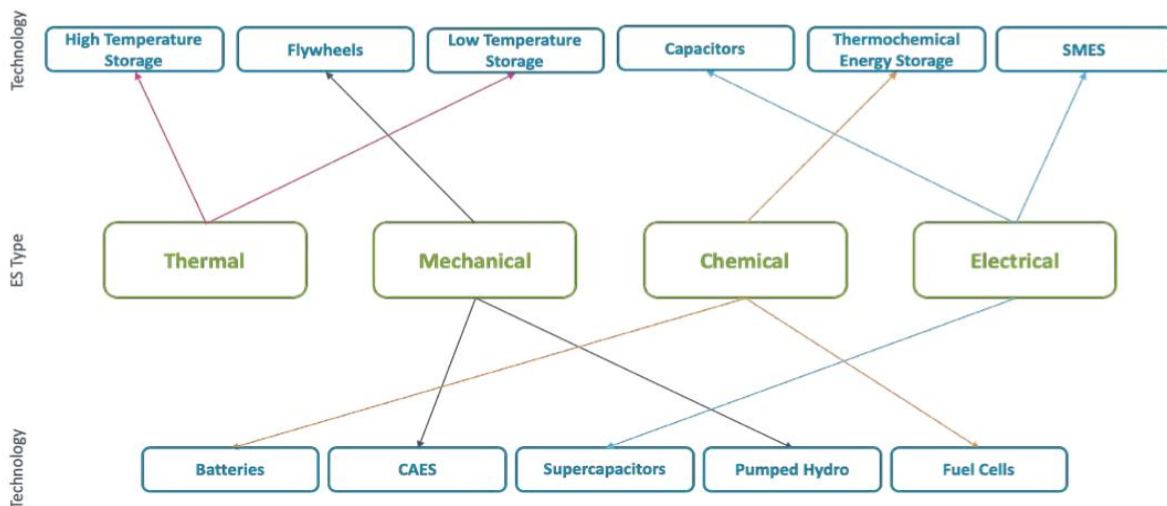 Technology
High Temperature
Storage
Flywheels
Low Temperature
Storage
Capacitors
Thermochemical
Energy Storage
SMES
ES Type
Thermal
Mechanical
Chemical
Electrical
Technology
Batteries
CAES
Supercapacitors
Pumped Hydro
Fuel Cells